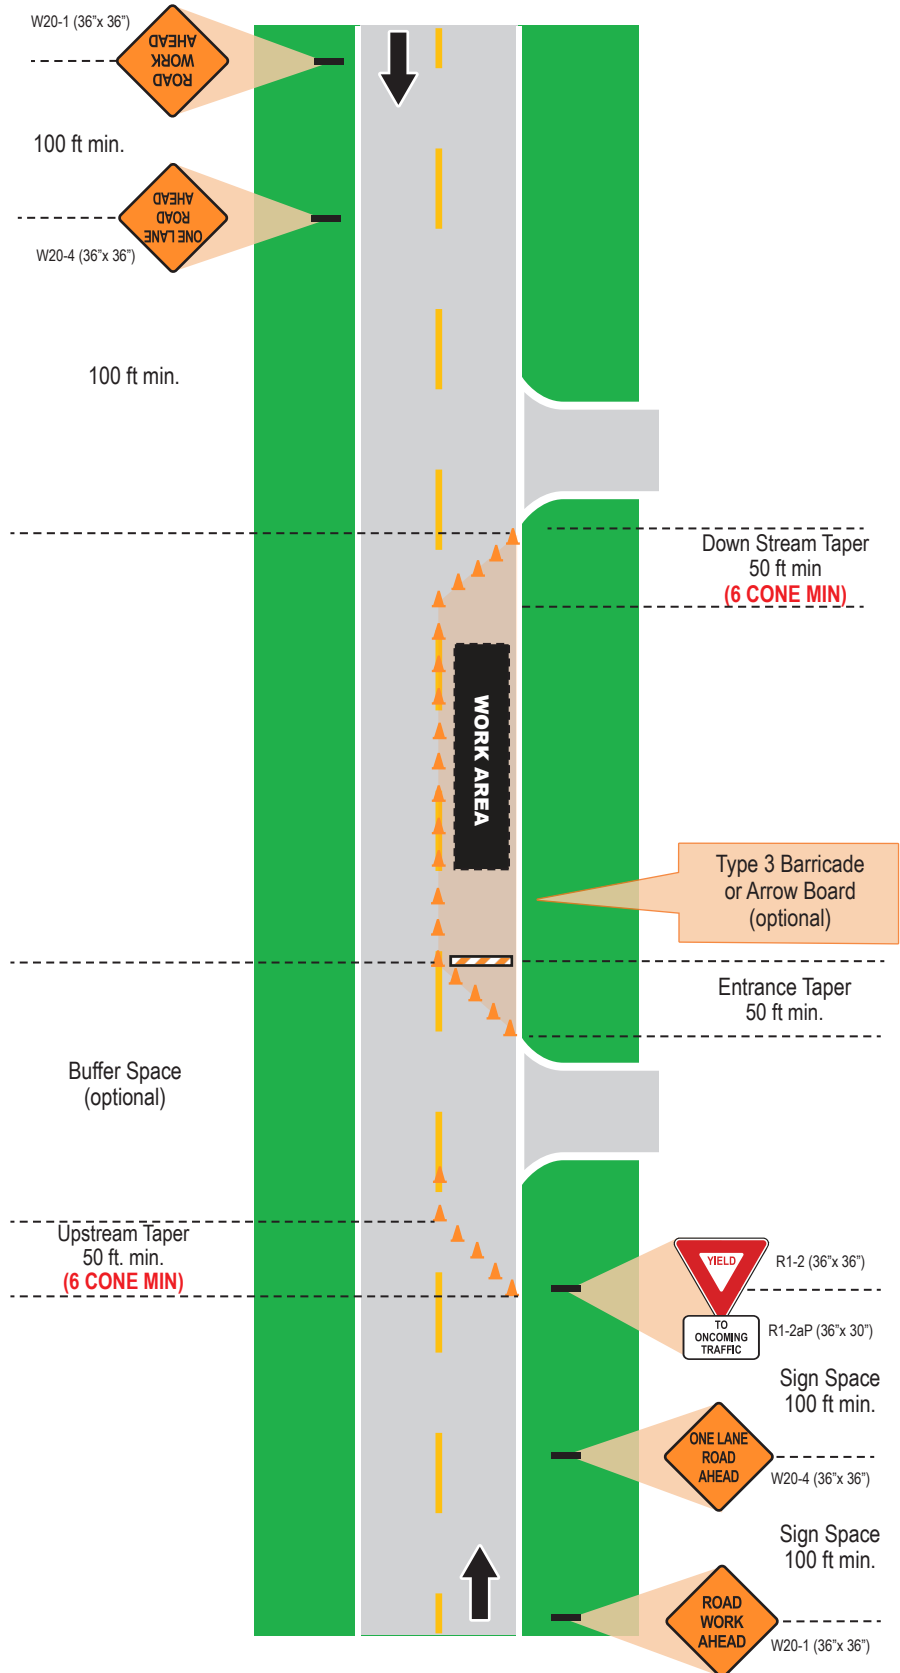 W20-1 (36”x 36”)
ROAD
WORK
AHEAD
100 ft min.
ONE LANE
ROAD
AHEAD
W20-4 (36”x 36”)
100 ft min.
Down Stream Taper
50 ft min
(6 CONE MIN)
WORK AREA
Type 3 Barricade
or Arrow Board
(optional)
Entrance Taper
50 ft min.
Buffer Space
(optional)
Upstream Taper
50 ft. min.
(6 CONE MIN)
YIELD
R1-2 (36”x 36”)
TO
ONCOMING
TRAFFIC
R1-2aP (36”x 30”)
Sign Space
100 ft min.
ONE LANE
ROAD
AHEAD
W20-4 (36”x 36”)
Sign Space
100 ft min.
ROAD
WORK
AHEAD
W20-1 (36”x 36”)